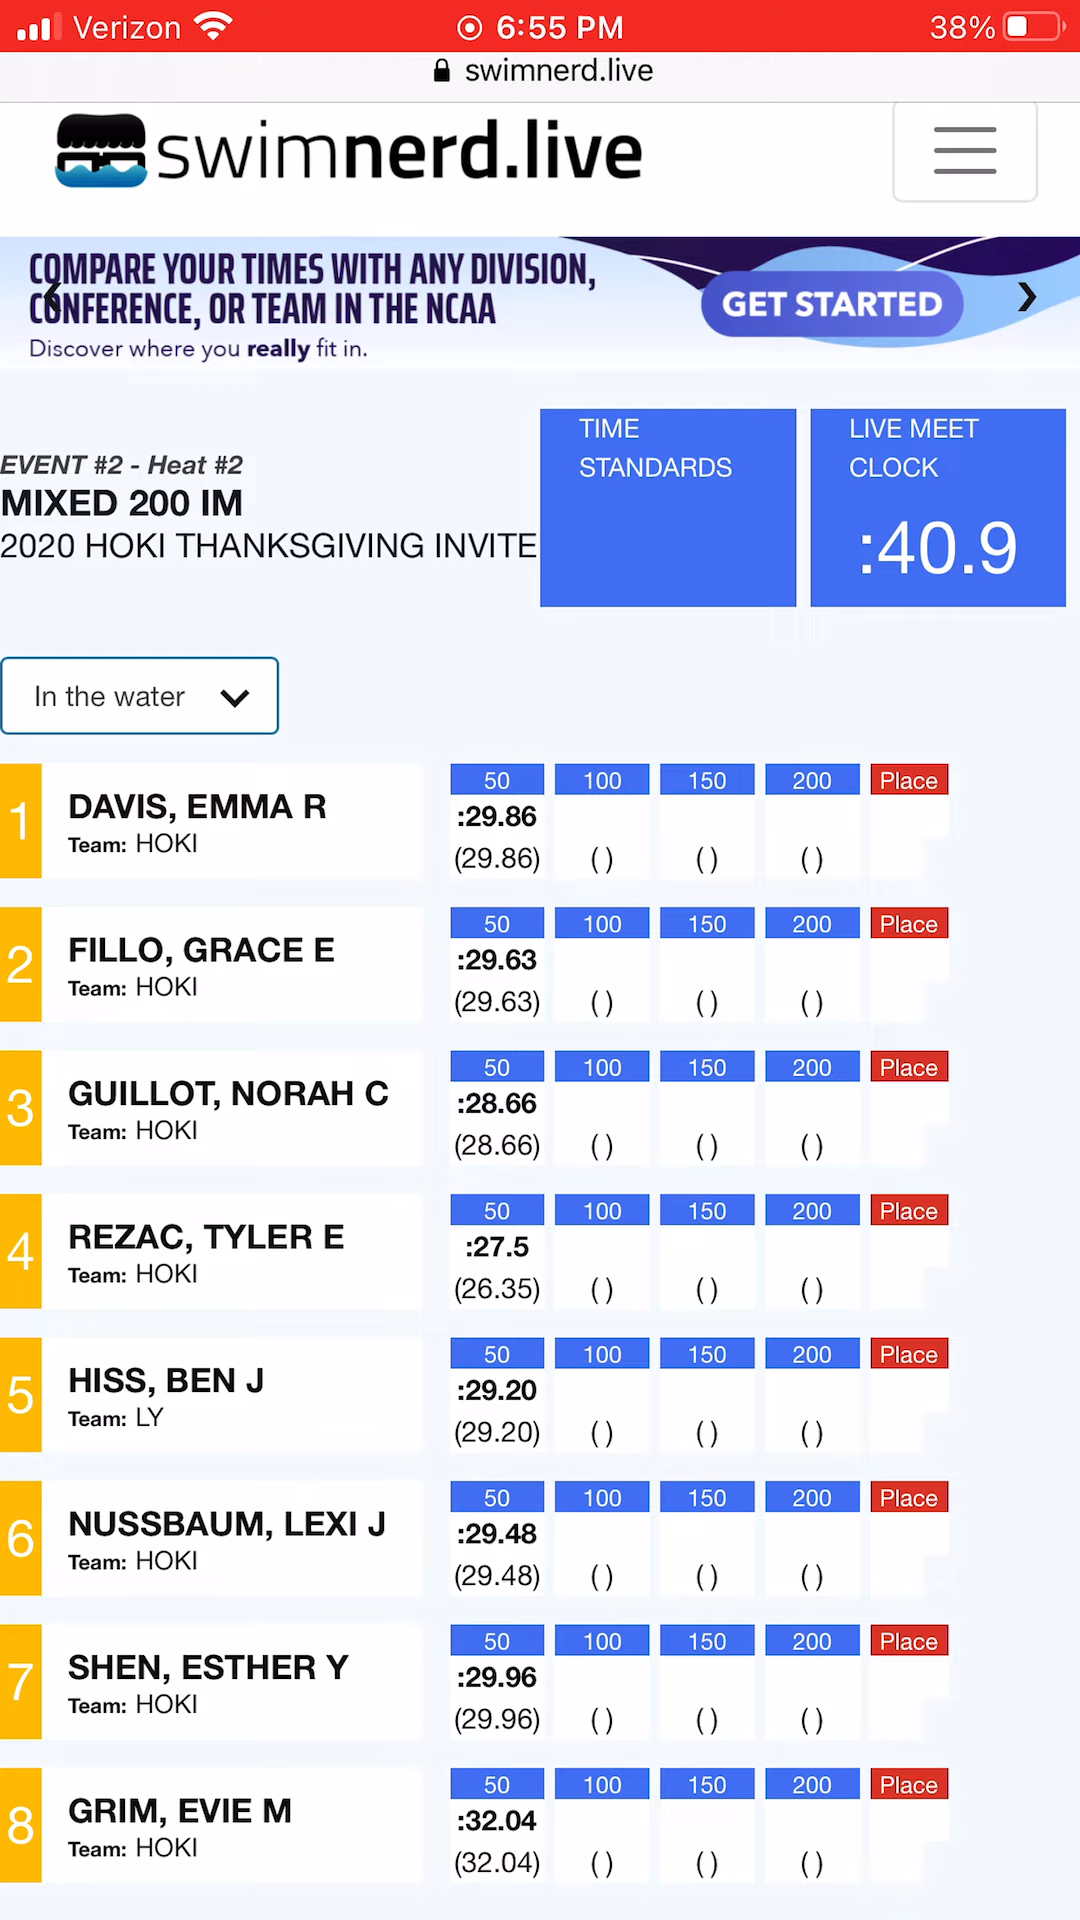 Verizon 6:55 PM 38%
swimnerd.live
swimnerd.live
COMPARE YOUR TIMES WITH ANY DIVISION,
CONFERENCE, OR TEAM IN THE NCAA
Discover where you really fit in.
GET STARTED
EVENT #2 - Heat #2
MIXED 200 IM
2020 HOKI THANKSGIVING INVITE
TIME
STANDARDS
LIVE MEET
CLOCK
:40.9
In the water
1
DAVIS, EMMA R
Team: HOKI
50 100 150 200 Place
:29.86
(29.86) ( ) ( ) ( )
2
FILLO, GRACE E
Team: HOKI
50 100 150 200 Place
:29.63
(29.63) ( ) ( ) ( )
3
GUILLOT, NORAH C
Team: HOKI
50 100 150 200 Place
:28.66
(28.66) ( ) ( ) ( )
4
REZAC, TYLER E
Team: HOKI
50 100 150 200 Place
:27.5
(26.35) ( ) ( ) ( )
5
HISS, BEN J
Team: LY
50 100 150 200 Place
:29.20
(29.20) ( ) ( ) ( )
6
NUSSBAUM, LEXI J
Team: HOKI
50 100 150 200 Place
:29.48
(29.48) ( ) ( ) ( )
7
SHEN, ESTHER Y
Team: HOKI
50 100 150 200 Place
:29.96
(29.96) ( ) ( ) ( )
8
GRIM, EVIE M
Team: HOKI
50 100 150 200 Place
:32.04
(32.04) ( ) ( ) ( )